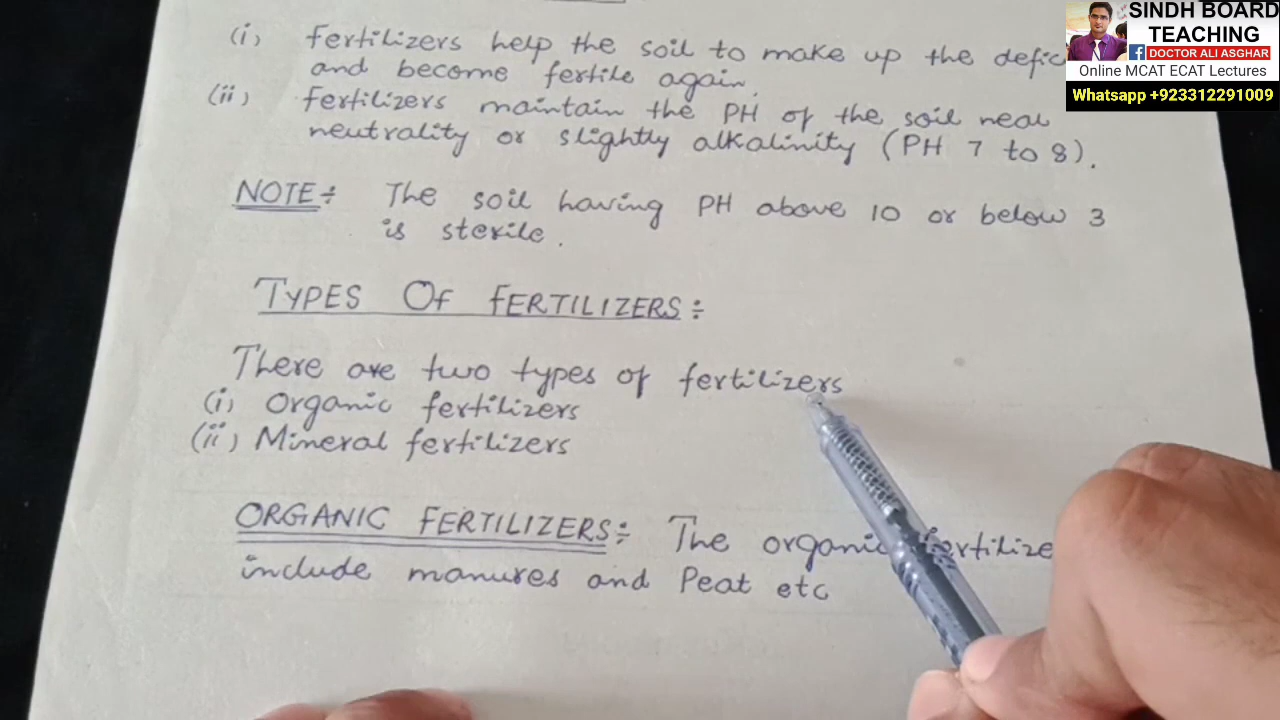 (i) Fertilizers help the soil to make up the defic
and become fertile again.
(ii) Fertilizers maintain the PH of the soil near
neutrality or slightly alkalinity (PH 7 to 8).
NOTE÷ The soil having PH above 10 or below 3
is sterile.
TYPES OF FERTILIZERS÷
There are two types of fertilizers
(i) Organic fertilizers
(ii) Mineral fertilizers
ORGANIC FERTILIZERS÷ The organic fertilize
include manures and Peat etc
SINDH BOARD
TEACHING
f DOCTOR ALI ASGHAR
Online MCAT ECAT Lectures
Whatsapp +923312291009